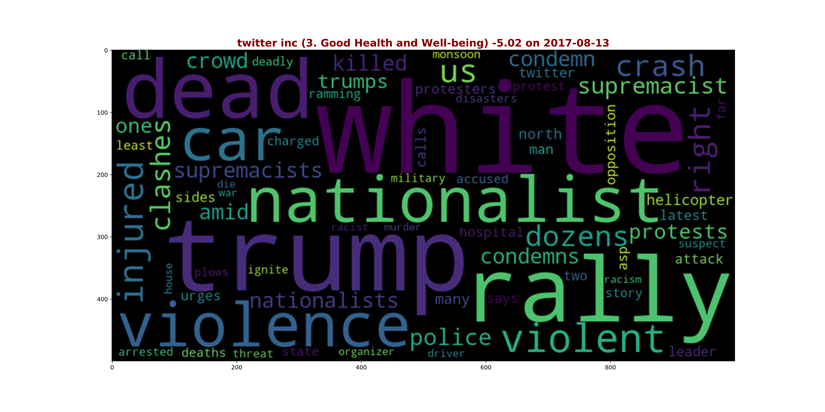 twitter inc (3. Good Health and Well-being) -5.02 on 2017-08-13
0
100
200
300
400
0
200
400
600
800
call
crowd
deadly
killed
monsoon
us
condemn
twitter
crash
dead
trumps
ramming
protesters
disasters
protest
supremacist
far
white
one
least
clashes
car
charged
calls
north
man
opposition
right
supremacists
injured
sides
die
war
military
accused
helicopter
amid
nationalist
latest
racist
murder
hospital
dozens
protests
suspect
trump
condemns
asp
attack
house
plows
ignite
two
racism
story
rally
urges
nationalists
many
says
violence
police
violent
arrested
deaths
threat
state
organizer
driver
leader